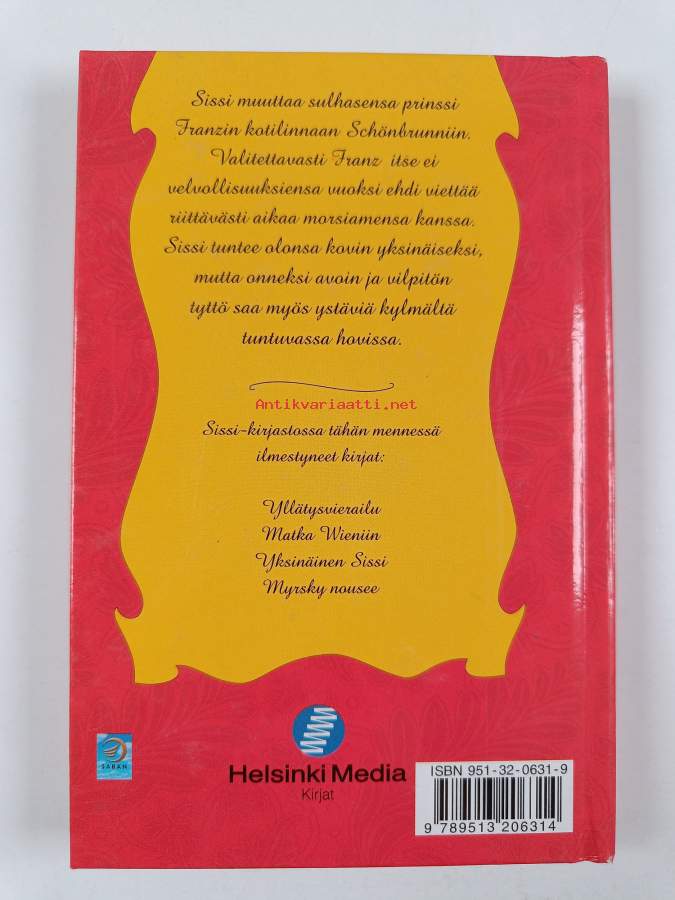 Sissi muuttaa sulhasensa prinssi
Franzin kotilinnaan Schönbrunniin.
Valitettavasti Franz itse ei
velvollisuuksiensa vuoksi ehdi viettää
riittävästi aikaa morsiamensa kanssa.
Sissi tuntee olonsa kovin yksinäiseksi,
mutta onneksi avoin ja vilpitön
tyttö saa myös ystäviä kylmältä
tuntuvassa hovissa.
Antikvariaatti.net
Sissi-kirjastossa tähän mennessä
ilmestyneet kirjat:
Yllätysvierailu
Matka Wieniin
Yksinäinen Sissi
Myrsky nousee
SABAN
Helsinki Media
Kirjat
ISBN 951-32-0631-9
9 789513 206314